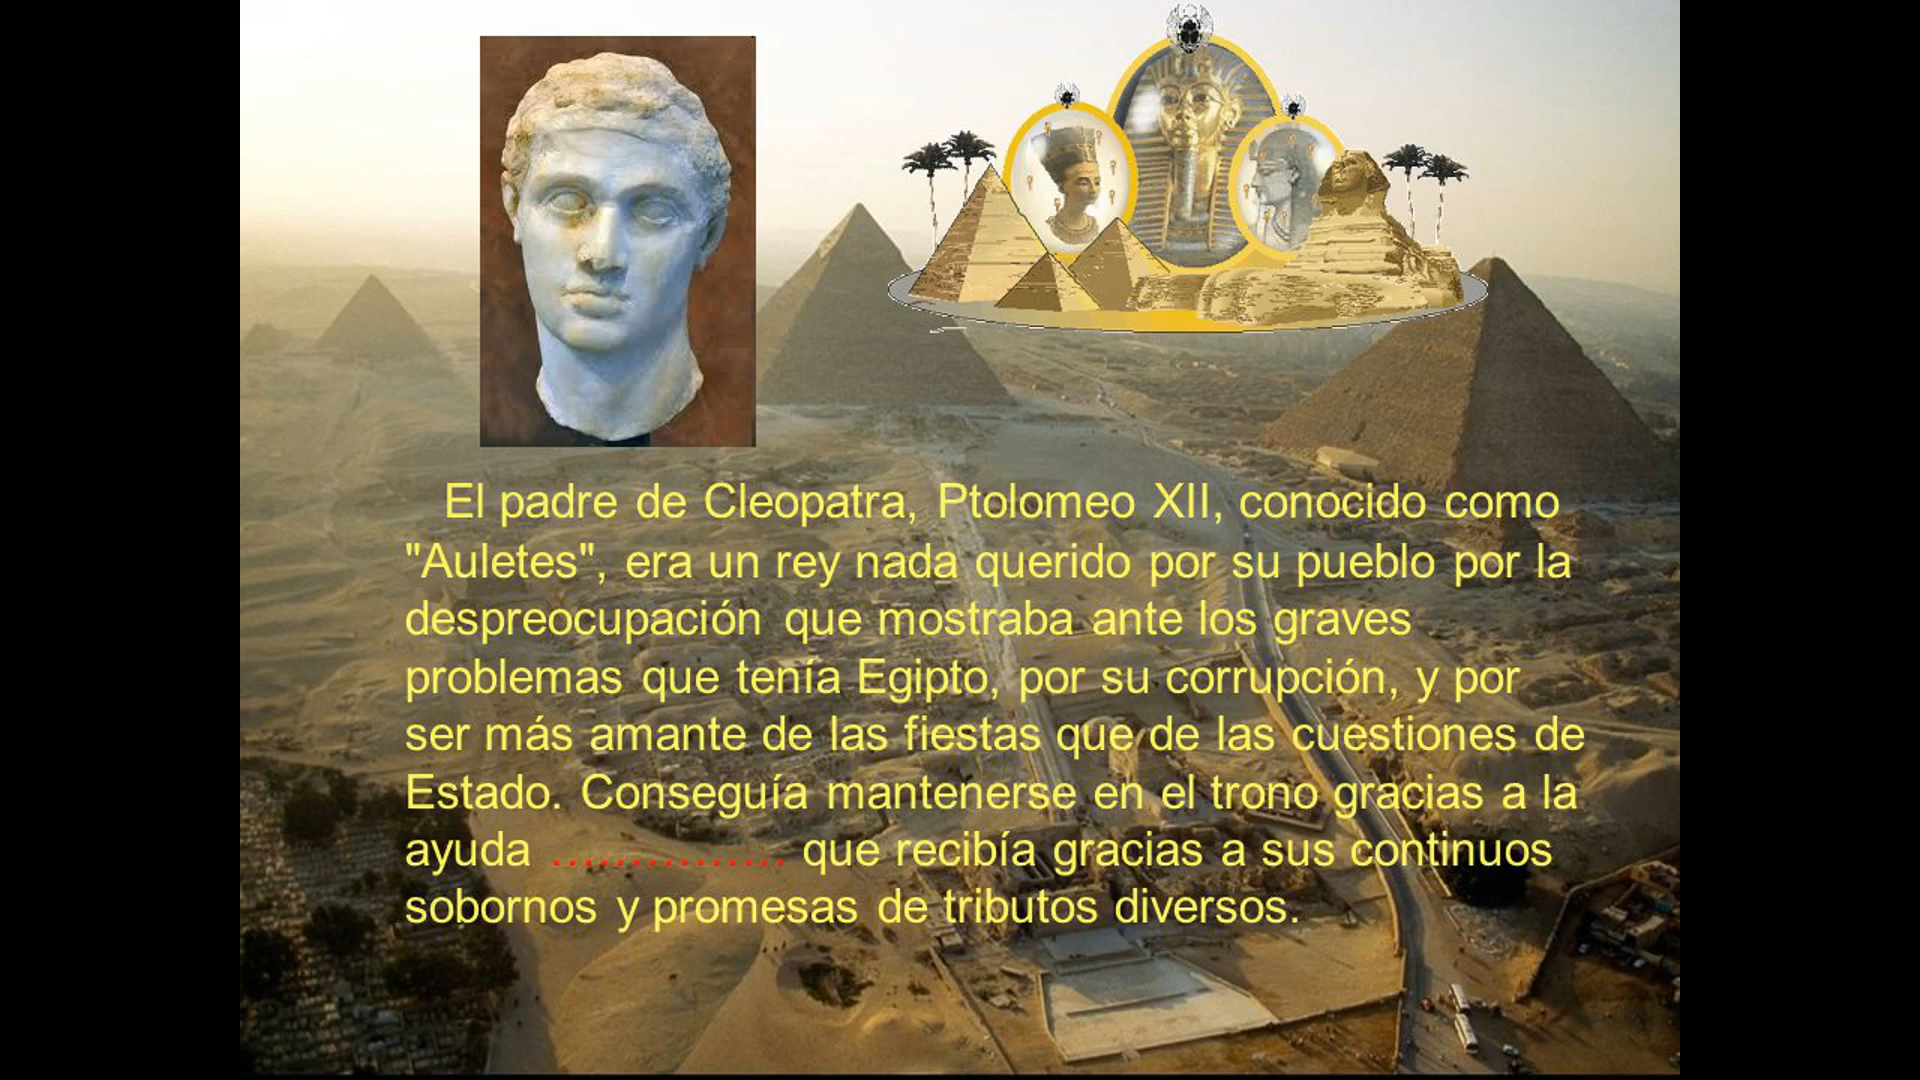 El padre de Cleopatra, Ptolomeo XII, conocido como
"Auletes", era un rey nada querido por su pueblo por la
despreocupación que mostraba ante los graves
problemas que tenía Egipto, por su corrupción, y por
ser más amante de las fiestas que de las cuestiones de
Estado. Conseguía mantenerse en el trono gracias a la
ayuda …………… que recibía gracias a sus continuos
sobornos y promesas de tributos diversos.